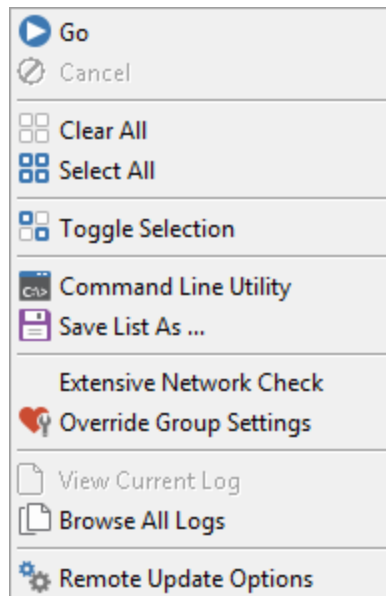 Go
Cancel
Clear All
Select All
Toggle Selection
C:\>
Command Line Utility
Save List As ...
Extensive Network Check
Override Group Settings
View Current Log
Browse All Logs
Remote Update Options